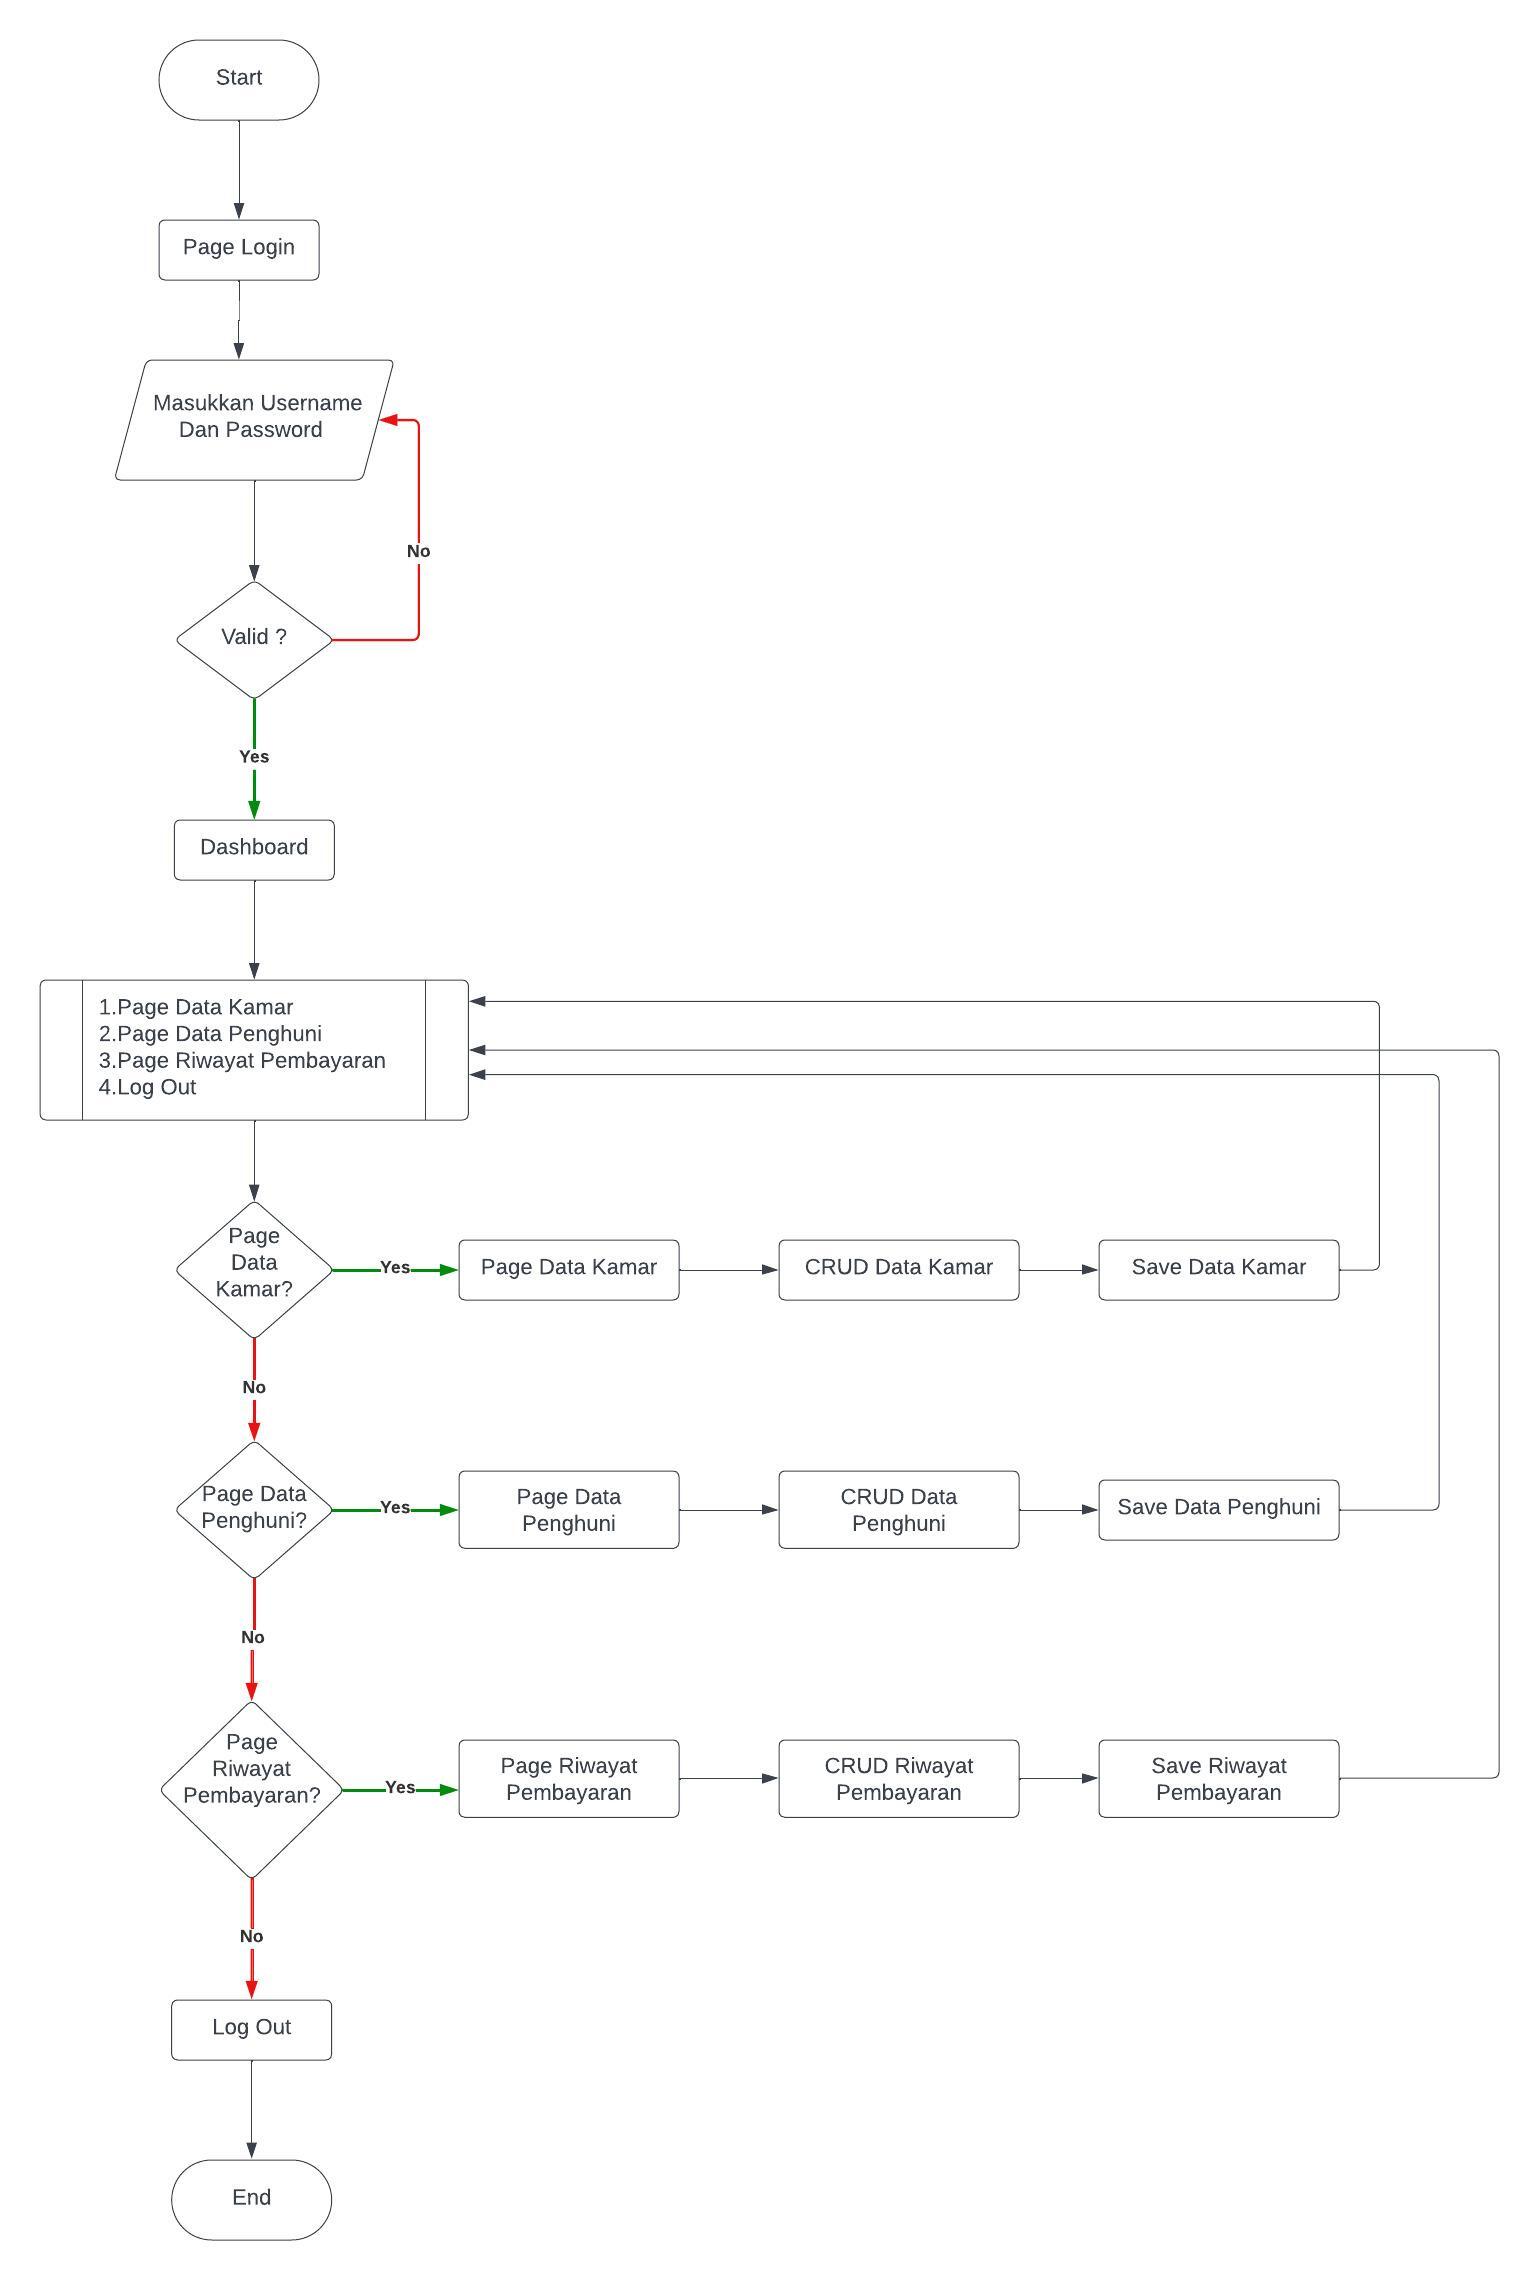 Start
Page Login
Masukkan Username
Dan Password
No
Valid ?
Yes
Dashboard
1.Page Data Kamar
2.Page Data Penghuni
3.Page Riwayat Pembayaran
4.Log Out
Page
Data
Kamar?
Yes
Page Data Kamar
CRUD Data Kamar
Save Data Kamar
No
Page Data
Penghuni?
Yes
Page Data
Penghuni
CRUD Data
Penghuni
Save Data Penghuni
No
Page
Riwayat
Pembayaran?
Yes
Page Riwayat
Pembayaran
CRUD Riwayat
Pembayaran
Save Riwayat
Pembayaran
No
Log Out
End